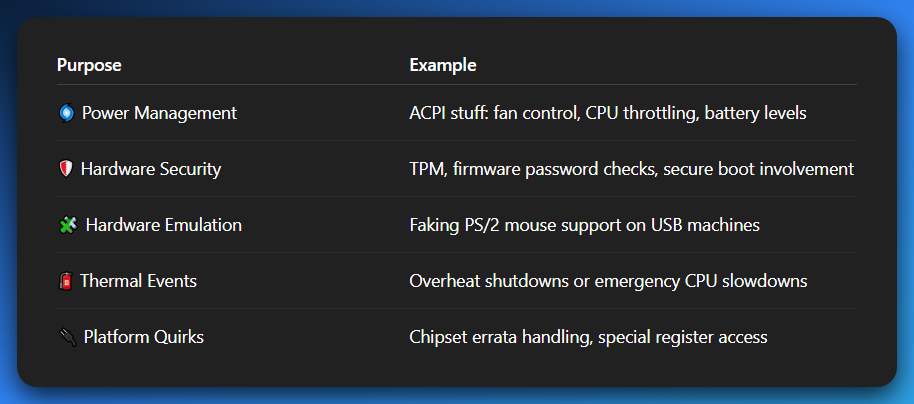 Purpose Example
Power Management ACPI stuff: fan control, CPU throttling, battery levels
Hardware Security TPM, firmware password checks, secure boot involvement
Hardware Emulation Faking PS/2 mouse support on USB machines
Thermal Events Overheat shutdowns or emergency CPU slowdowns
Platform Quirks Chipset errata handling, special register access